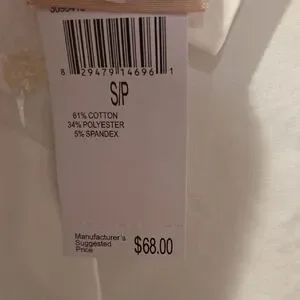 8 29479 14696 1
S/P
61% COTTON
34% POLYESTER
5% SPANDEX
Manufacturer's
Suggested
Price
$68.00